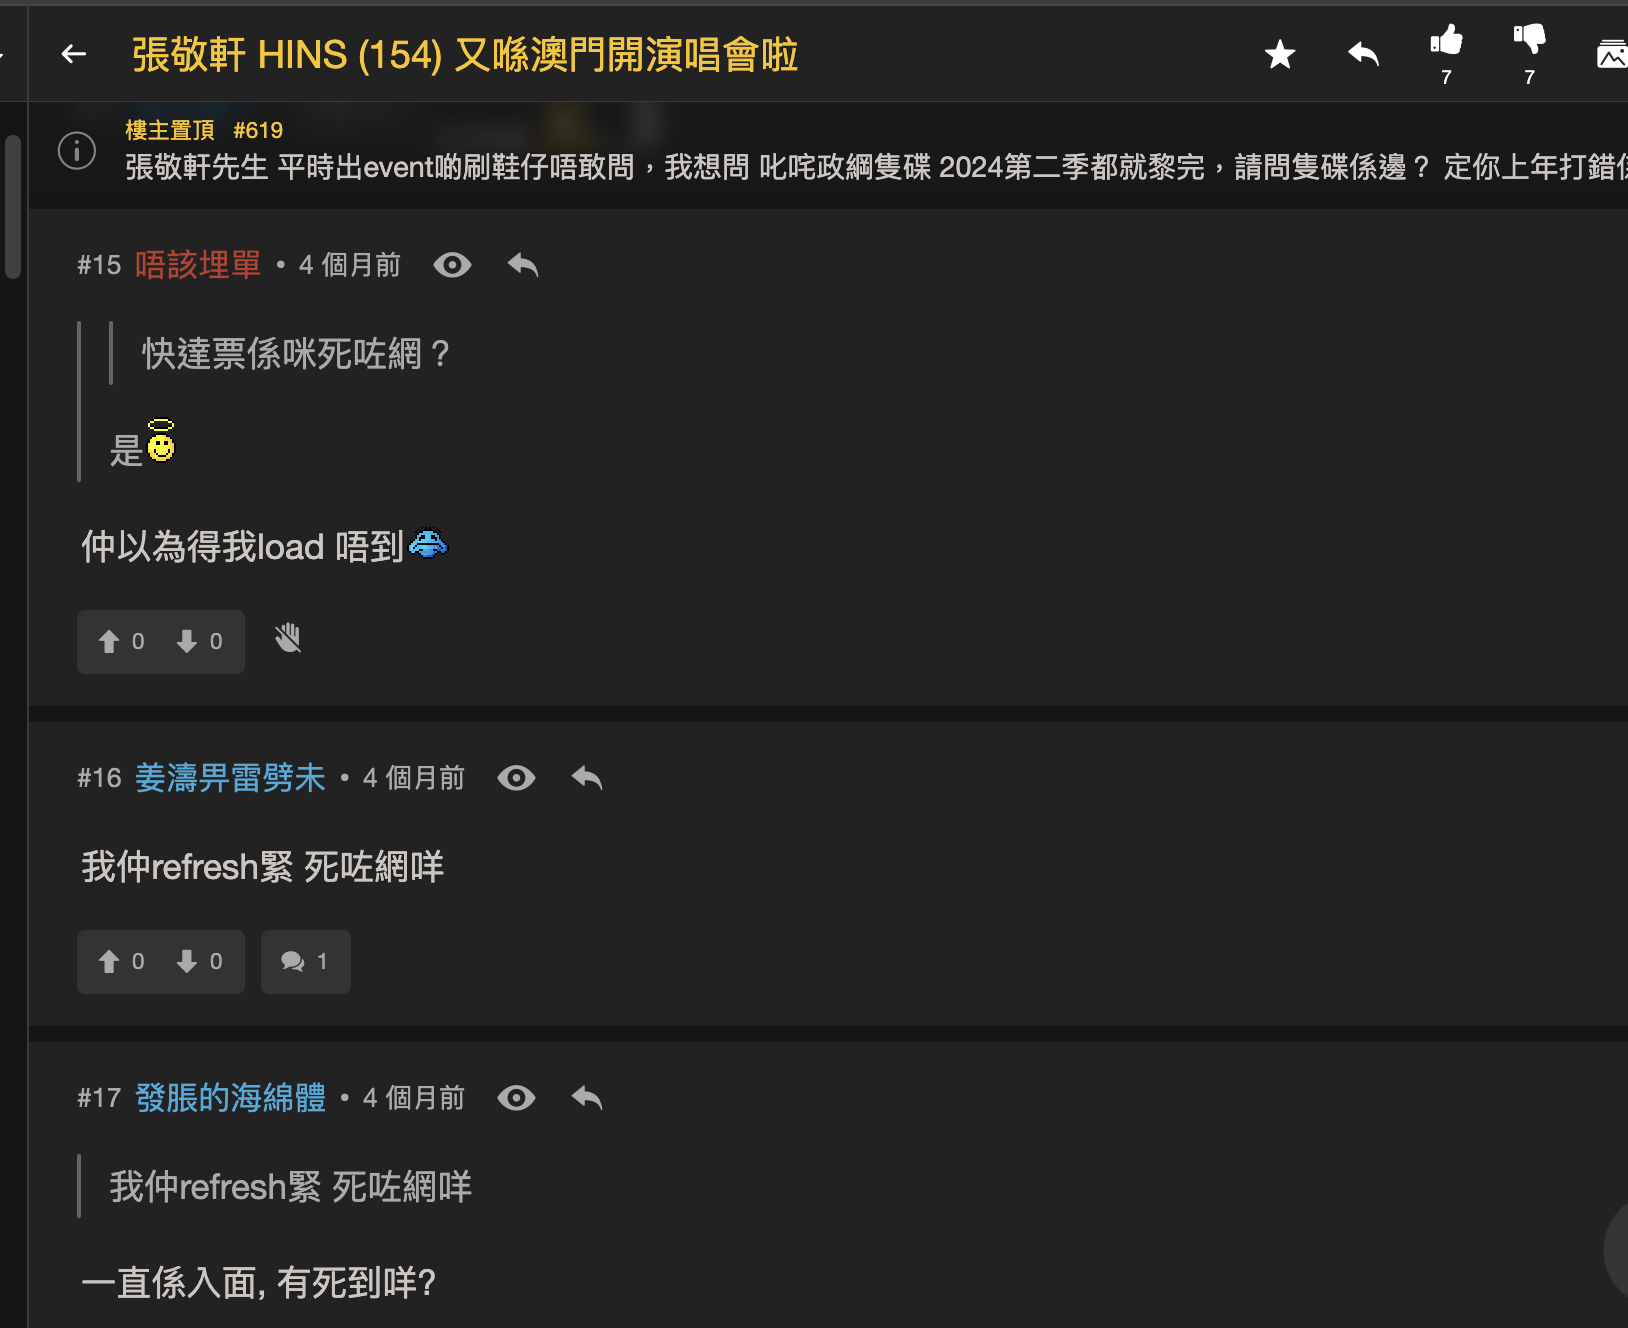 張敬軒 HINS (154) 又喺澳門開演唱會啦
7
7
樓主置頂 #619
張敬軒先生 平時出event啲刷鞋仔唔敢問，我想問 叱咤政綱隻碟 2024第二季都就黎完，請問隻碟係邊？ 定你上年打錯
#15 唔該埋單 • 4 個月前
快達票係咪死咗網？
是
仲以為得我load 唔到
0 0
#16 姜濤畀雷劈未 • 4 個月前
我仲refresh緊 死咗網咩
0 0 1
#17 發脹的海綿體 • 4 個月前
我仲refresh緊 死咗網咩
一直係入面, 有死到咩?